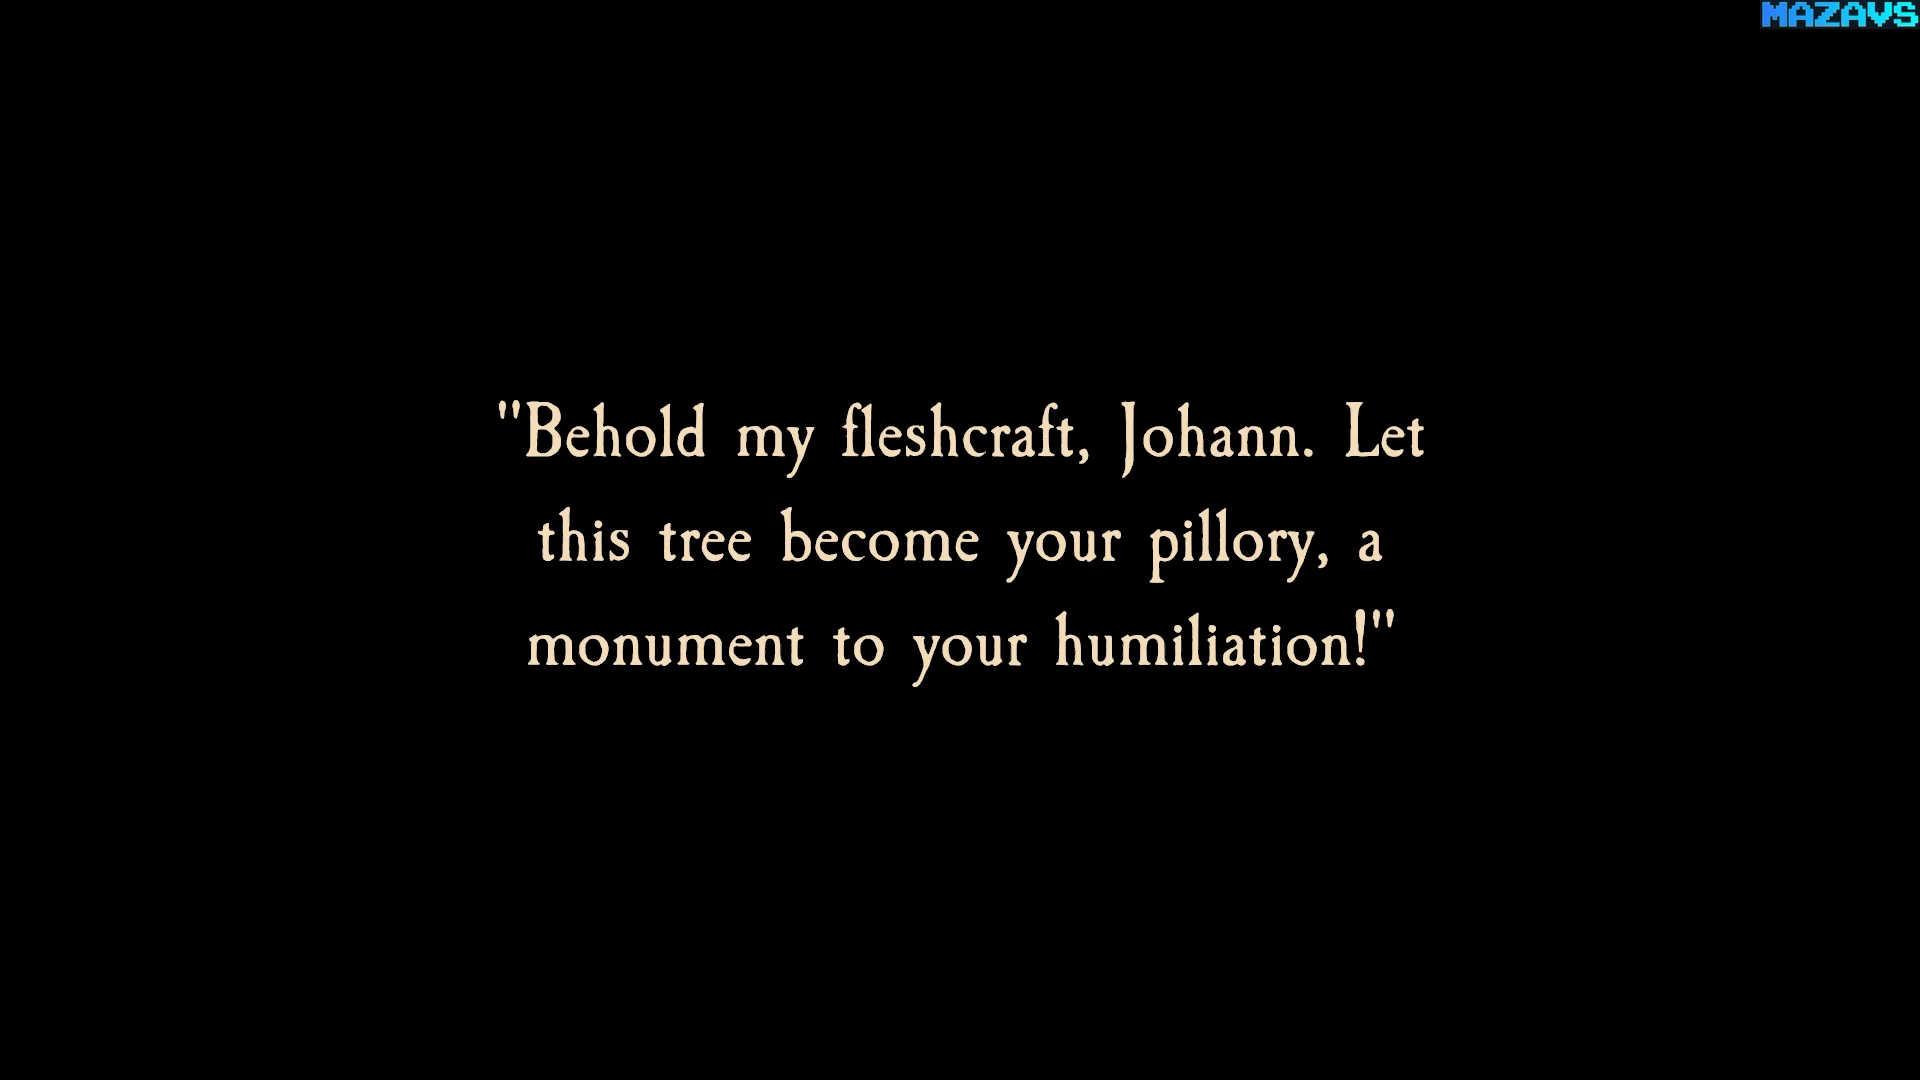 MAZAVS
"Behold my fleshcraft, Johann. Let
this tree become your pillory, a
monument to your humiliation!"